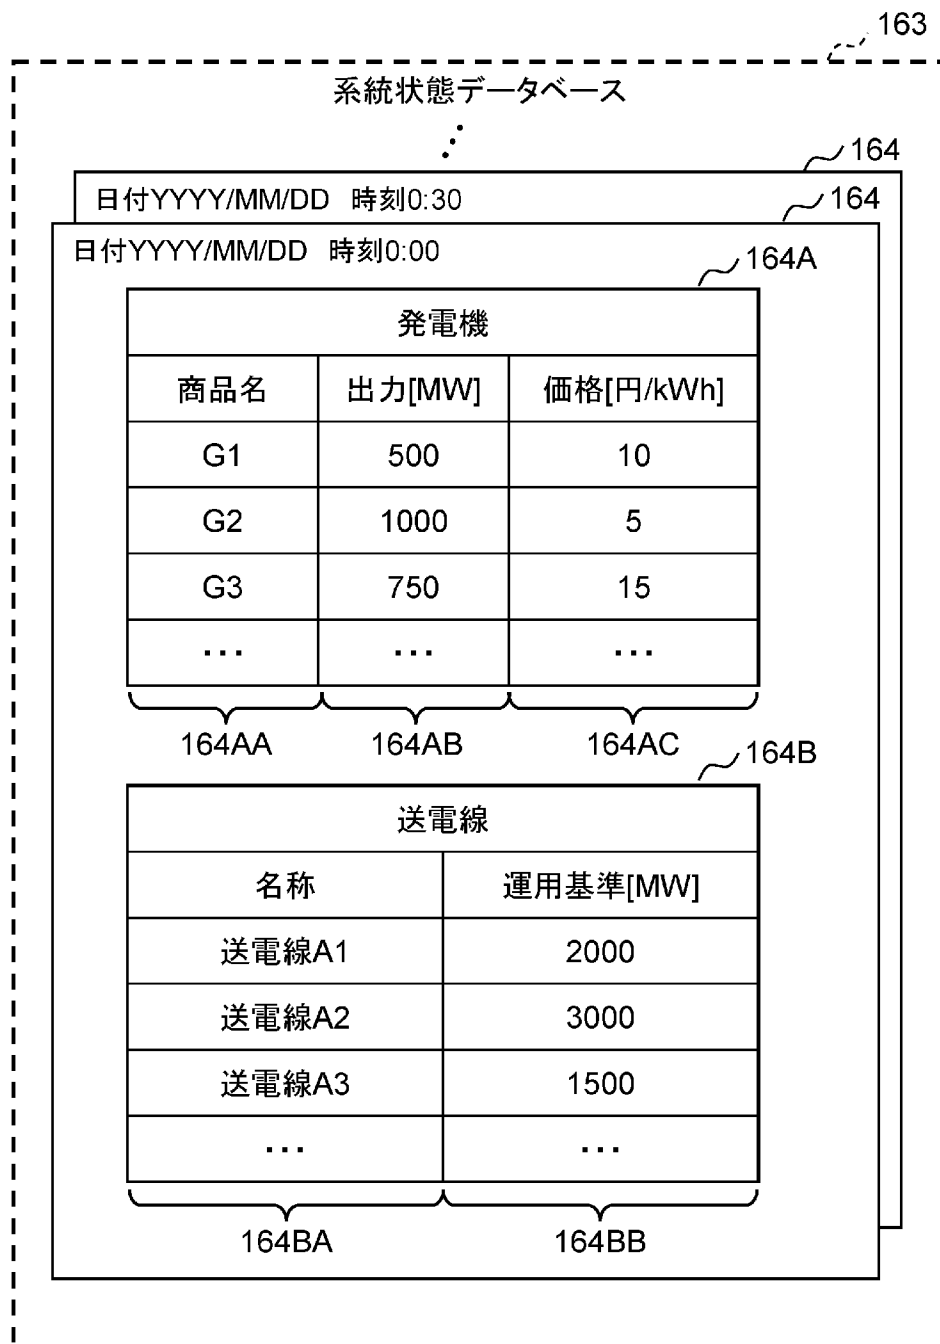 163
系統状態データベース
164
日付YYYY/MM/DD 時刻0:30
164
日付YYYY/MM/DD 時刻0:00
164A
発電機
商品名 出力[MW] 価格[円/kWh]
G1 500 10
G2 1000 5
G3 750 15
… … …
164AA 164AB 164AC
164B
送電線
名称 運用基準[MW]
送電線A1 2000
送電線A2 3000
送電線A3 1500
… …
164BA 164BB